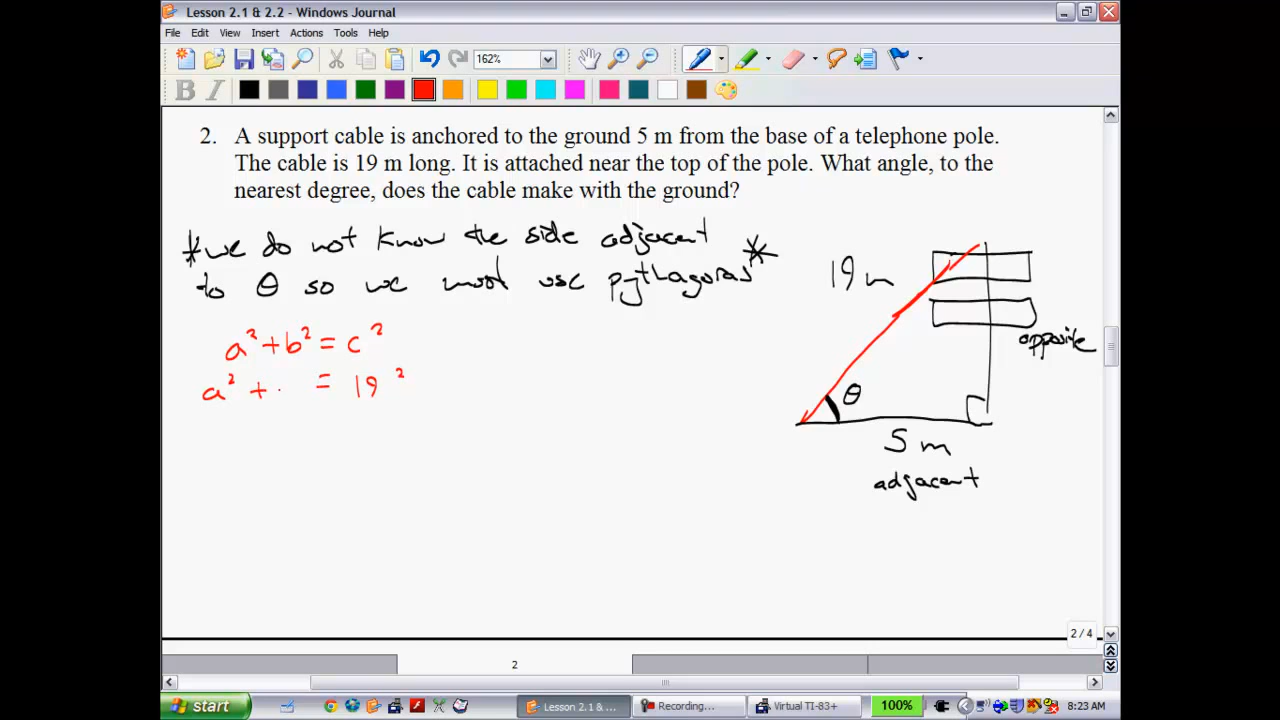 Lesson 2.1 & 2.2 - Windows Journal
File Edit View Insert Actions Tools Help
162%
B I
2. A support cable is anchored to the ground 5 m from the base of a telephone pole.
The cable is 19 m long. It is attached near the top of the pole. What angle, to the
nearest degree, does the cable make with the ground?
*we do not know the side adjacent
to θ so we must use pythagoras*
19 m
opposite
a² + b² = c²
a² + = 19²
θ
5 m
adjacent
2 / 4
2
start
Lesson 2.1 & ...
Recording...
Virtual TI-83+
100%
8:23 AM